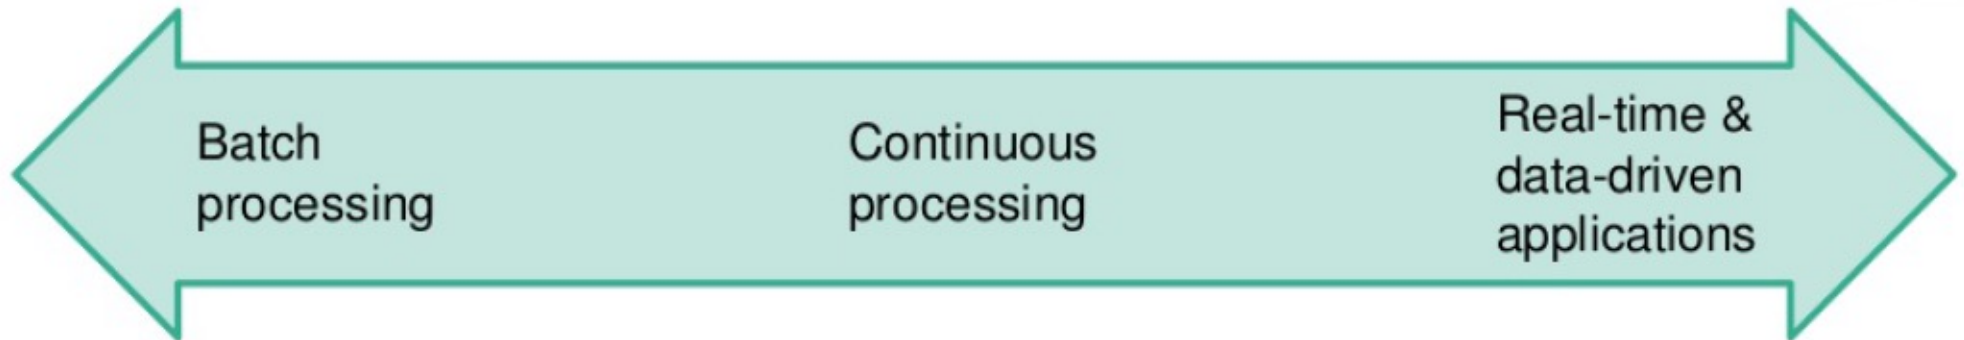 Batch
processing
Continuous
processing
Real-time &
data-driven
applications